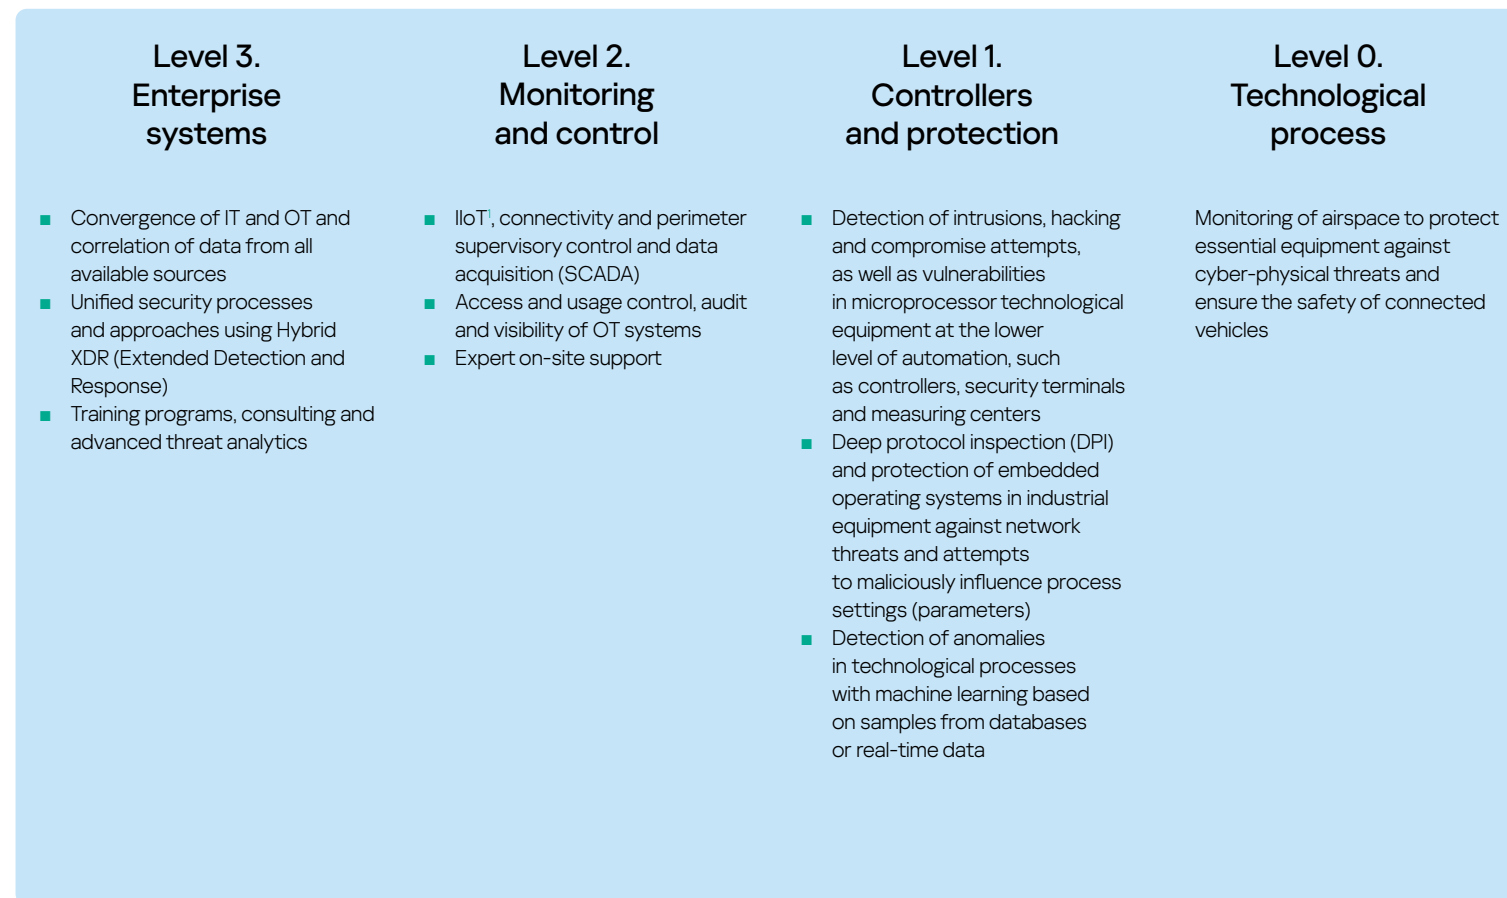 Level 3.
Enterprise
systems
■ Convergence of IT and OT and
correlation of data from all
available sources
■ Unified security processes
and approaches using Hybrid
XDR (Extended Detection and
Response)
■ Training programs, consulting and
advanced threat analytics
Level 2.
Monitoring
and control
■ IIoT¹, connectivity and perimeter
supervisory control and data
acquisition (SCADA)
■ Access and usage control, audit
and visibility of OT systems
■ Expert on-site support
Level 1.
Controllers
and protection
■ Detection of intrusions, hacking
and compromise attempts,
as well as vulnerabilities
in microprocessor technological
equipment at the lower
level of automation, such
as controllers, security terminals
and measuring centers
■ Deep protocol inspection (DPI)
and protection of embedded
operating systems in industrial
equipment against network
threats and attempts
to maliciously influence process
settings (parameters)
■ Detection of anomalies
in technological processes
with machine learning based
on samples from databases
or real-time data
Level 0.
Technological
process
Monitoring of airspace to protect
essential equipment against
cyber-physical threats and
ensure the safety of connected
vehicles